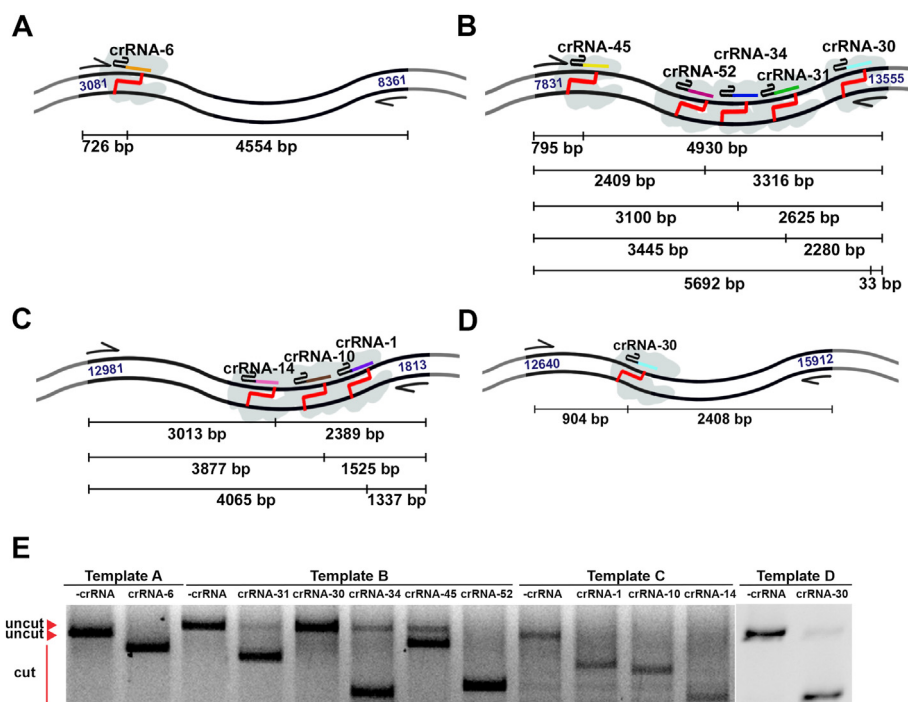 A
crRNA-6
3081
8361
726 bp
4554 bp
B
crRNA-45
crRNA-34
crRNA-30
crRNA-52
crRNA-31
7831
13555
795 bp
4930 bp
2409 bp
3316 bp
3100 bp
2625 bp
3445 bp
2280 bp
5692 bp
33 bp
C
crRNA-1
crRNA-10
crRNA-14
12981
1813
3013 bp
2389 bp
3877 bp
1525 bp
4065 bp
1337 bp
D
crRNA-30
12640
15912
904 bp
2408 bp
E
Template A Template B Template C Template D
-crRNA crRNA-6 -crRNA crRNA-31 crRNA-30 crRNA-34 crRNA-45 crRNA-52 -crRNA crRNA-1 crRNA-10 crRNA-14 -crRNA crRNA-30
uncut
uncut
cut